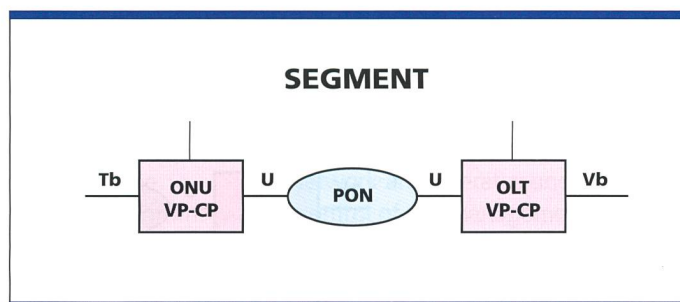 SEGMENT
Tb
ONU
VP-CP
U
PON
U
OLT
VP-CP
Vb